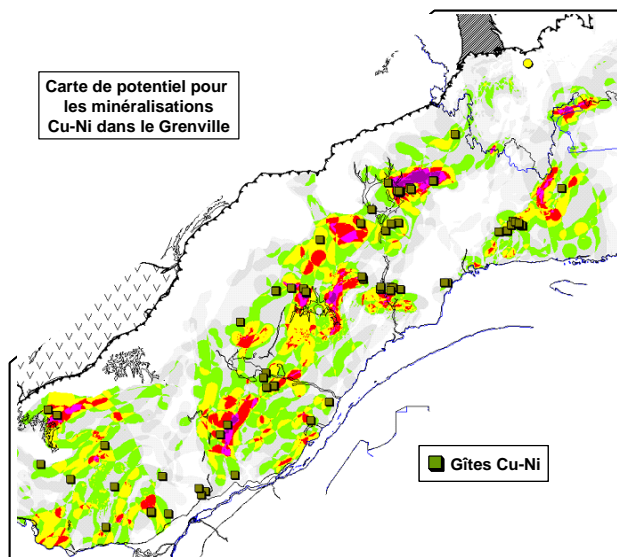 Carte de potentiel pour
les minéralisations
Cu-Ni dans le Grenville
Gîtes Cu-Ni